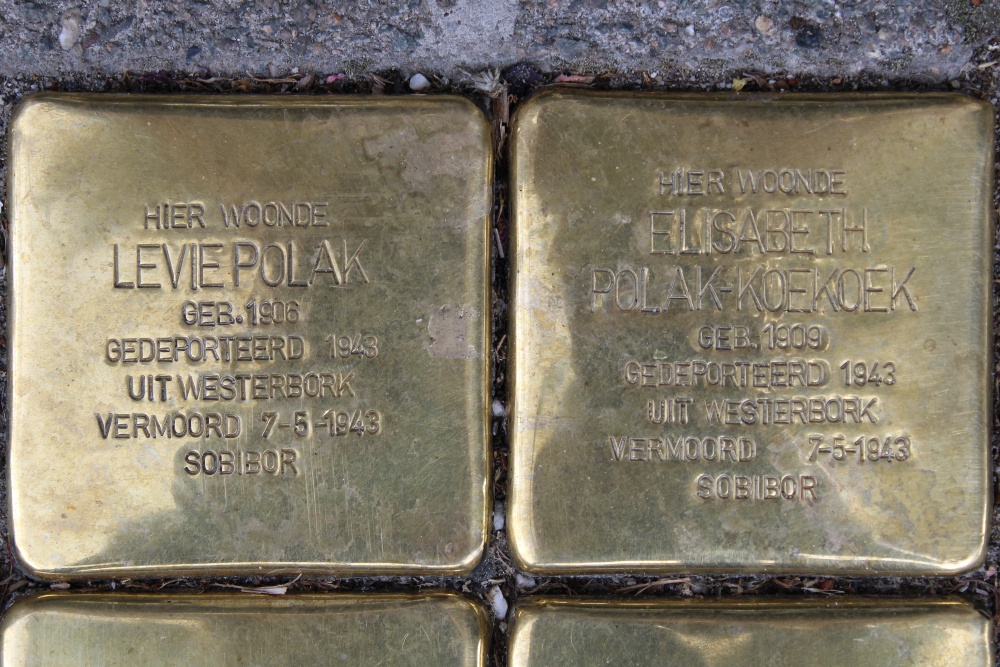 HIER WOONDE
LEVIE POLAK
GEB. 1906
GEDEPORTEERD 1943
UIT WESTERBORK
VERMOORD 7-5-1943
SOBIBOR
HIER WOONDE
ELISABETH
POLAK-KOEKOEK
GEB. 1909
GEDEPORTEERD 1943
UIT WESTERBORK
VERMOORD 7-5-1943
SOBIBOR